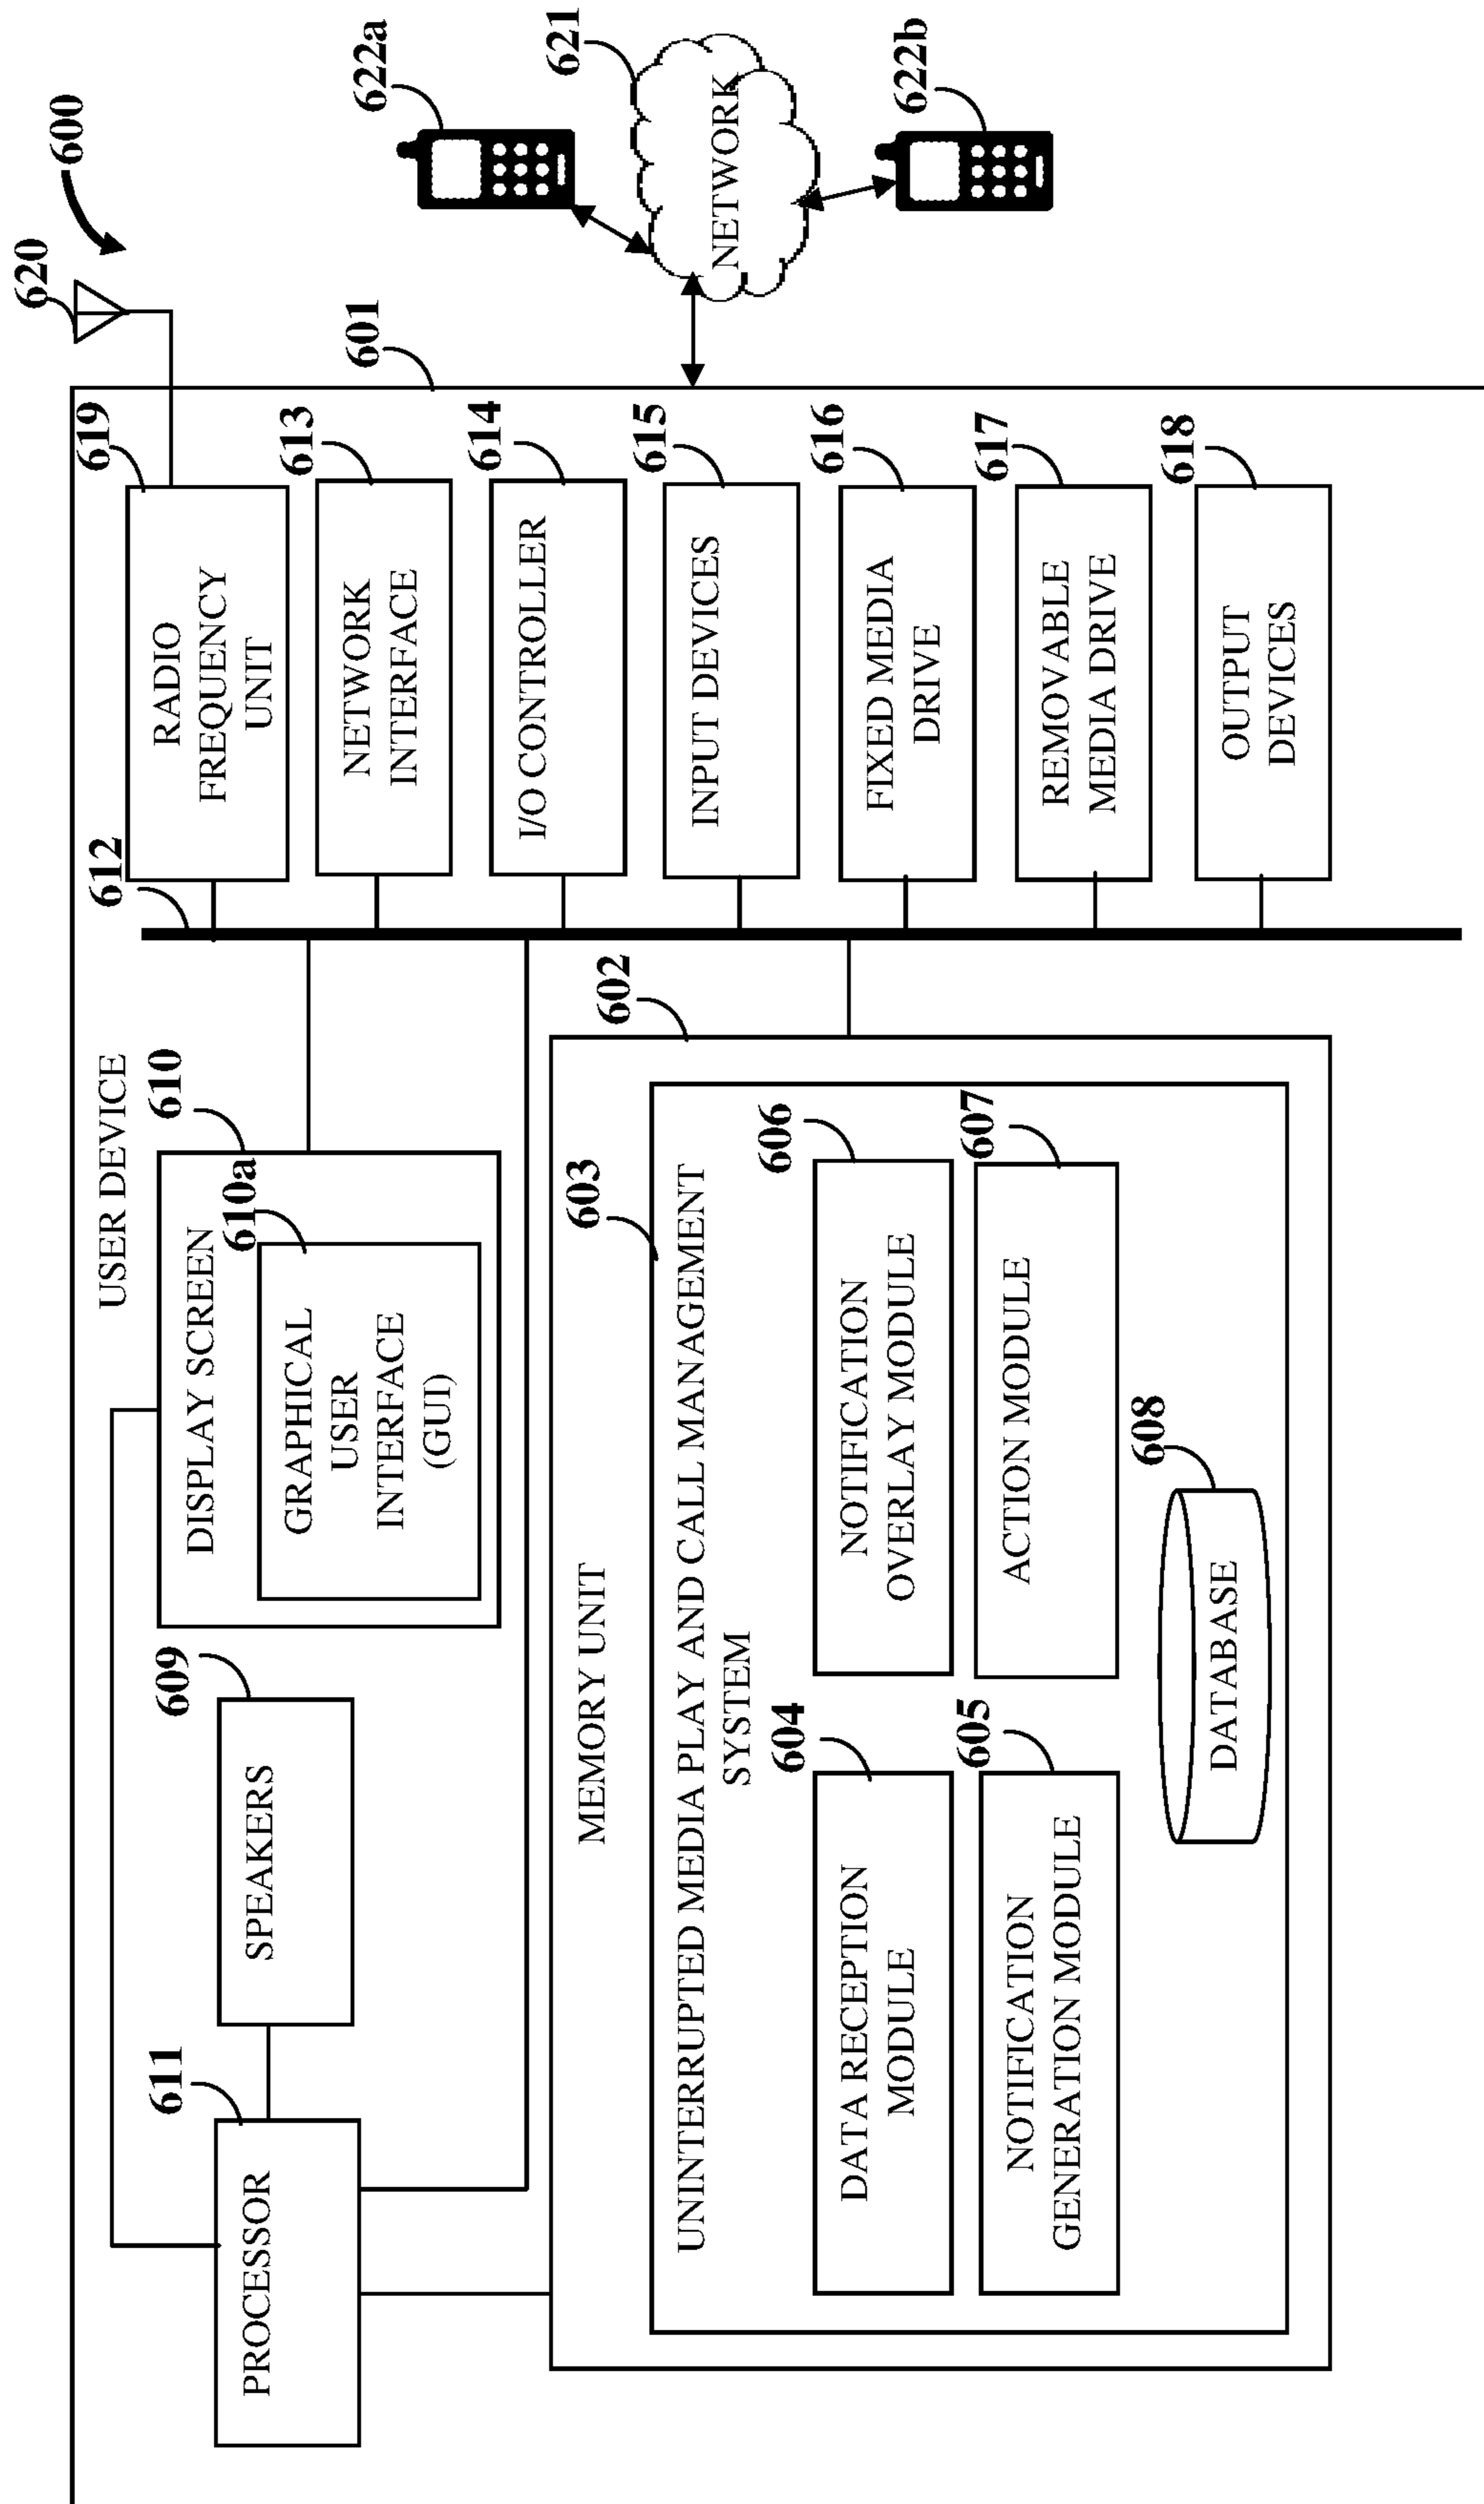 600
USER DEVICE
611
PROCESSOR
609
SPEAKERS
610
DISPLAY SCREEN
610a
GRAPHICAL
USER
INTERFACE
(GUI)
612
619
RADIO
FREQUENCY
UNIT
620
613
NETWORK
INTERFACE
601
614
I/O CONTROLLER
615
INPUT DEVICES
616
FIXED MEDIA
DRIVE
617
REMOVABLE
MEDIA DRIVE
618
OUTPUT
DEVICES
622a
621
NETWORK
622b
602
MEMORY UNIT
603
UNINTERRUPTED MEDIA PLAY AND CALL MANAGEMENT
SYSTEM
604
DATA RECEPTION
MODULE
606
NOTIFICATION
OVERLAY MODULE
605
NOTIFICATION
GENERATION MODULE
607
ACTION MODULE
608
DATABASE